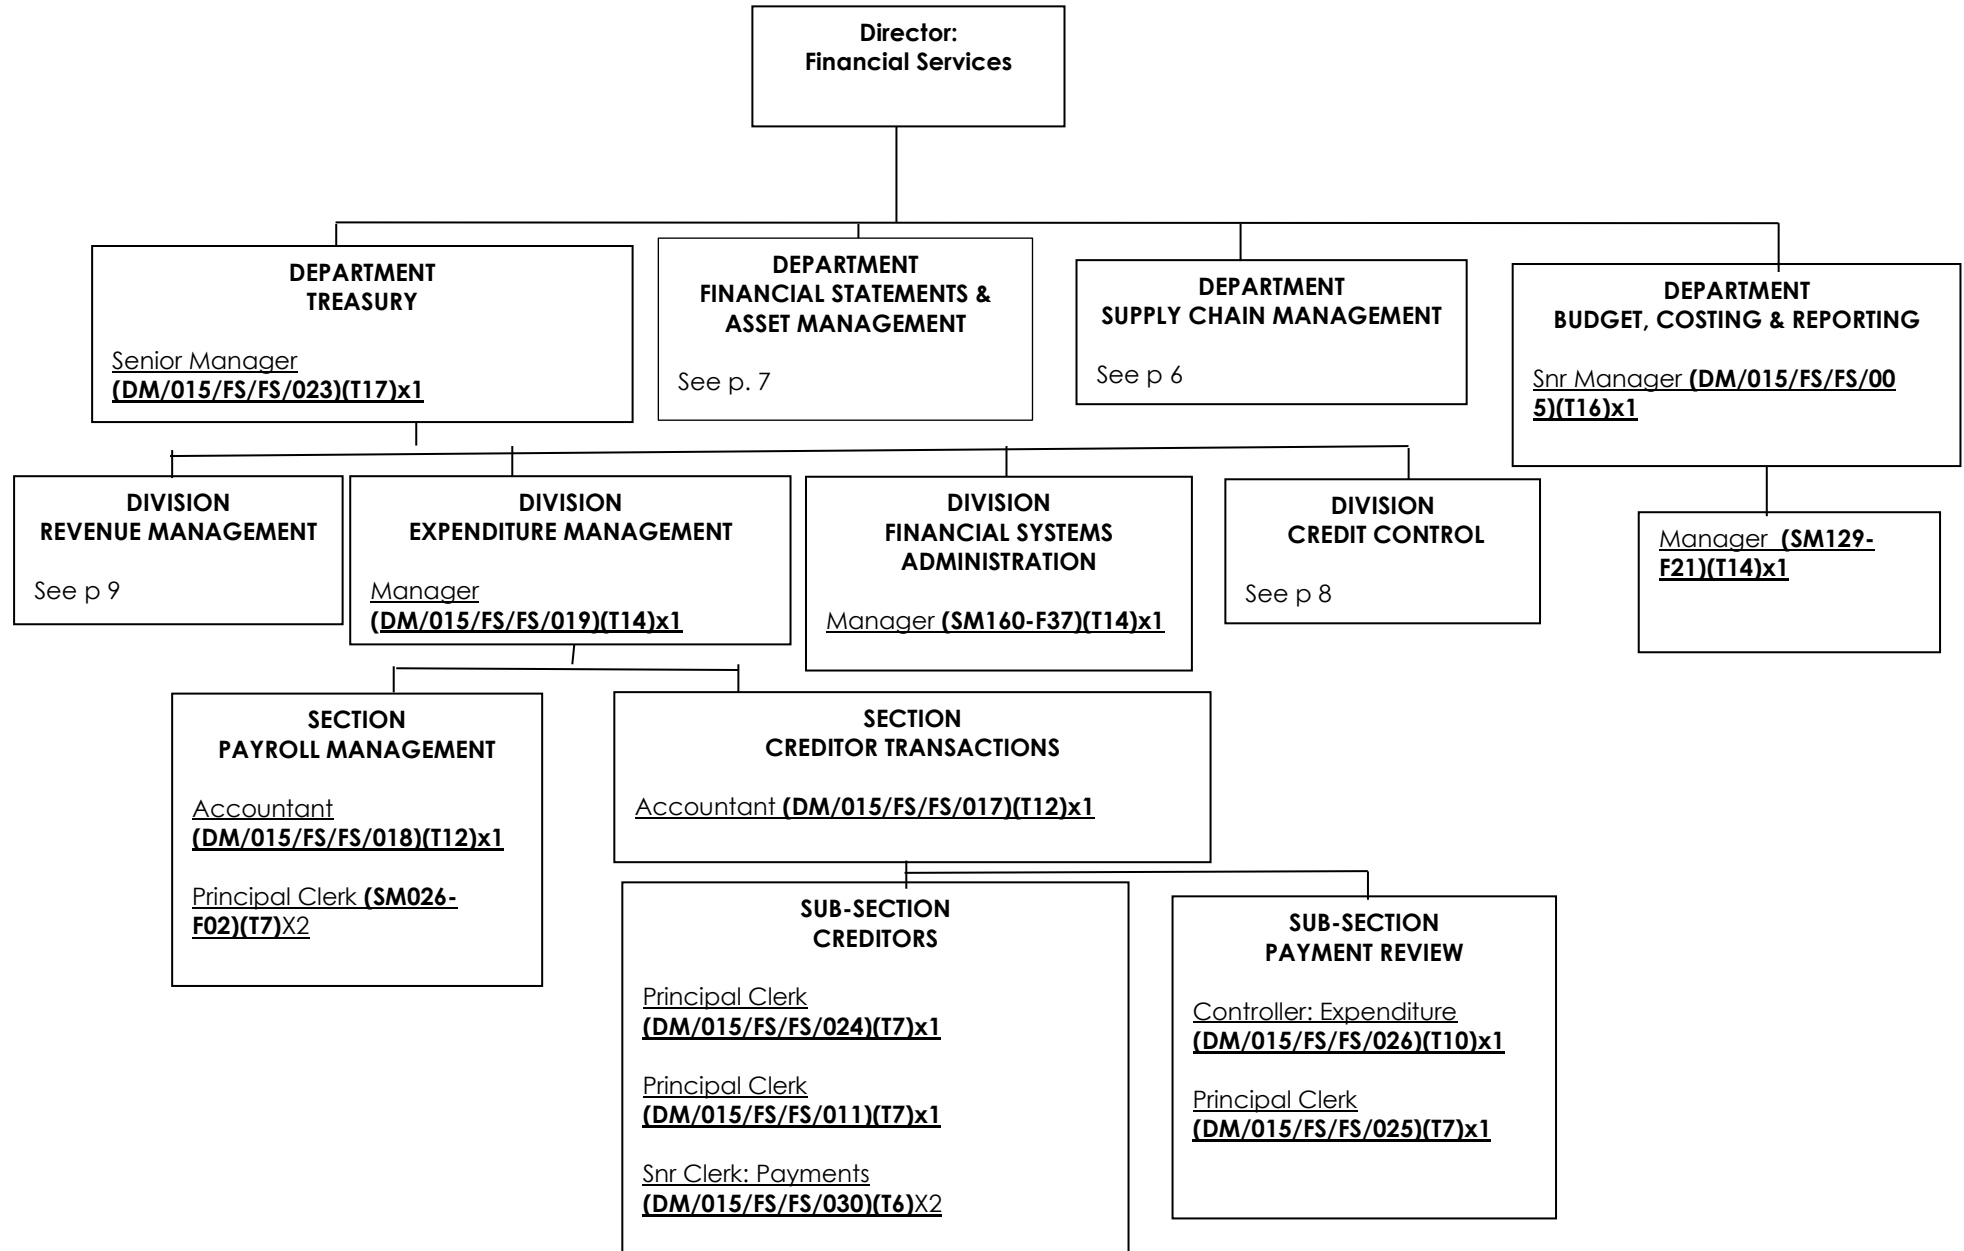 Director:
Financial Services
DEPARTMENT
TREASURY
Senior Manager
(DM/015/FS/FS/023)(T17)x1
DEPARTMENT
FINANCIAL STATEMENTS &
ASSET MANAGEMENT
See p. 7
DEPARTMENT
SUPPLY CHAIN MANAGEMENT
See p 6
DEPARTMENT
BUDGET, COSTING & REPORTING
Snr Manager (DM/015/FS/FS/00
5)(T16)x1
DIVISION
REVENUE MANAGEMENT
See p 9
DIVISION
EXPENDITURE MANAGEMENT
Manager
(DM/015/FS/FS/019)(T14)x1
DIVISION
FINANCIAL SYSTEMS
ADMINISTRATION
Manager (SM160-F37)(T14)x1
DIVISION
CREDIT CONTROL
See p 8
Manager (SM129-
F21)(T14)x1
SECTION
PAYROLL MANAGEMENT
Accountant
(DM/015/FS/FS/018)(T12)x1
Principal Clerk (SM026-
F02)(T7)X2
SECTION
CREDITOR TRANSACTIONS
Accountant (DM/015/FS/FS/017)(T12)x1
SUB-SECTION
CREDITORS
Principal Clerk
(DM/015/FS/FS/024)(T7)x1
Principal Clerk
(DM/015/FS/FS/011)(T7)x1
Snr Clerk: Payments
(DM/015/FS/FS/030)(T6)X2
SUB-SECTION
PAYMENT REVIEW
Controller: Expenditure
(DM/015/FS/FS/026)(T10)x1
Principal Clerk
(DM/015/FS/FS/025)(T7)x1